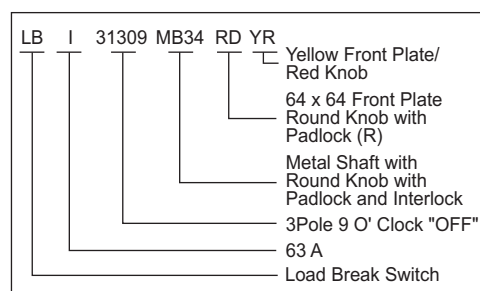 LB I 31309 MB34 RD YR
Yellow Front Plate/
Red Knob
64 x 64 Front Plate
Round Knob with
Padlock (R)
Metal Shaft with
Round Knob with
Padlock and Interlock
3Pole 9 O' Clock "OFF"
63 A
Load Break Switch